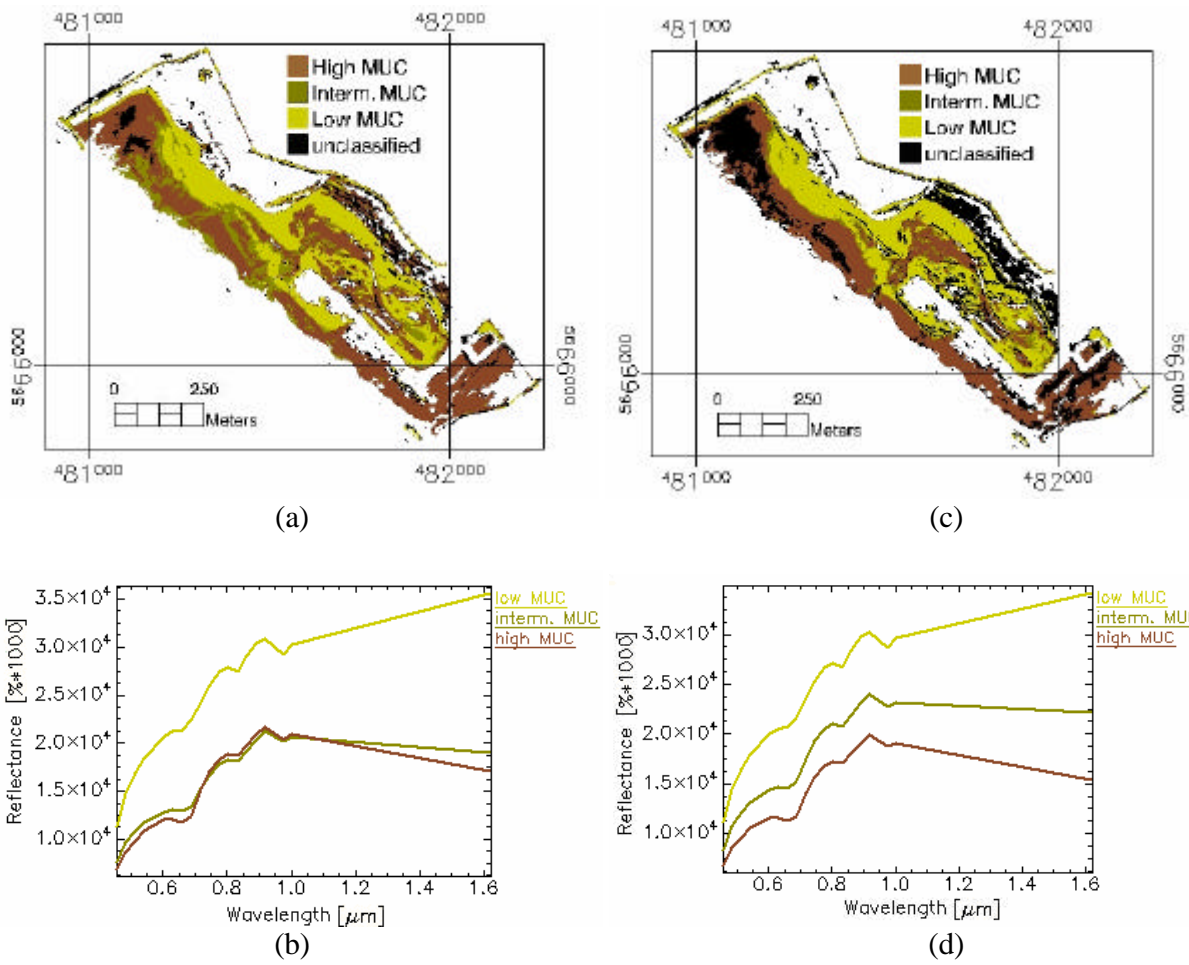 481000 482000
High MUC
Interm. MUC
Low MUC
unclassified
5666000 5666000
0 250
Meters
481000 482000
(a)
481000 482000
High MUC
Interm. MUC
Low MUC
unclassified
5666000 5666000
0 250
Meters
481000 482000
(c)
Reflectance [%*1000]
3.5×10⁴
3.0×10⁴
2.5×10⁴
2.0×10⁴
1.5×10⁴
1.0×10⁴
low MUC
interm. MUC
high MUC
0.6 0.8 1.0 1.2 1.4 1.6
Wavelength [μm]
(b)
Reflectance [%*1000]
3.0×10⁴
2.5×10⁴
2.0×10⁴
1.5×10⁴
1.0×10⁴
low MUC
interm. MU
high MUC
0.6 0.8 1.0 1.2 1.4 1.6
Wavelength [μm]
(d)